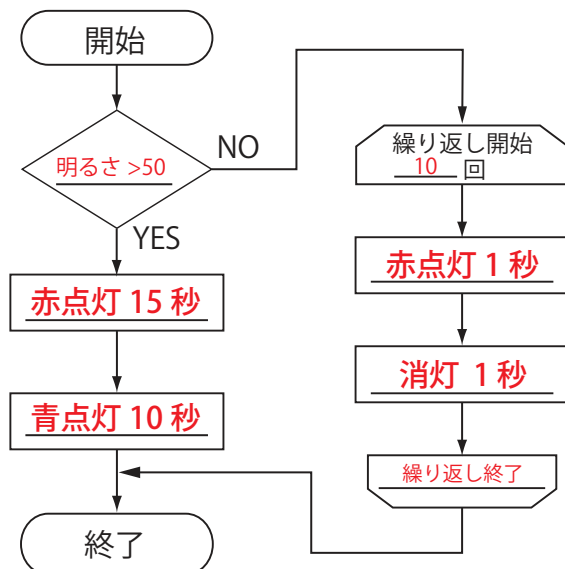 開始
明るさ >50
NO
YES
赤点灯 15 秒
青点灯 10 秒
終了
繰り返し開始
10 回
赤点灯 1 秒
消灯 1 秒
繰り返し終了